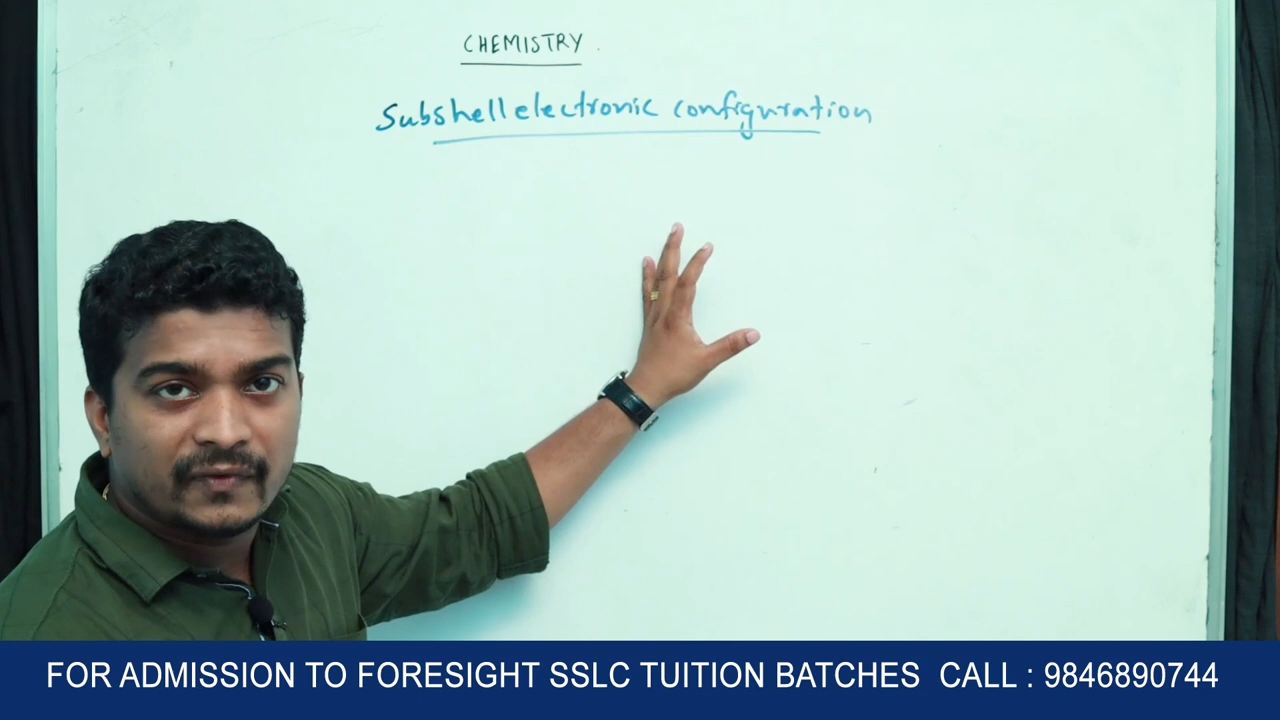 CHEMISTRY.
Subshell electronic configuration
FOR ADMISSION TO FORESIGHT SSLC TUITION BATCHES CALL : 9846890744